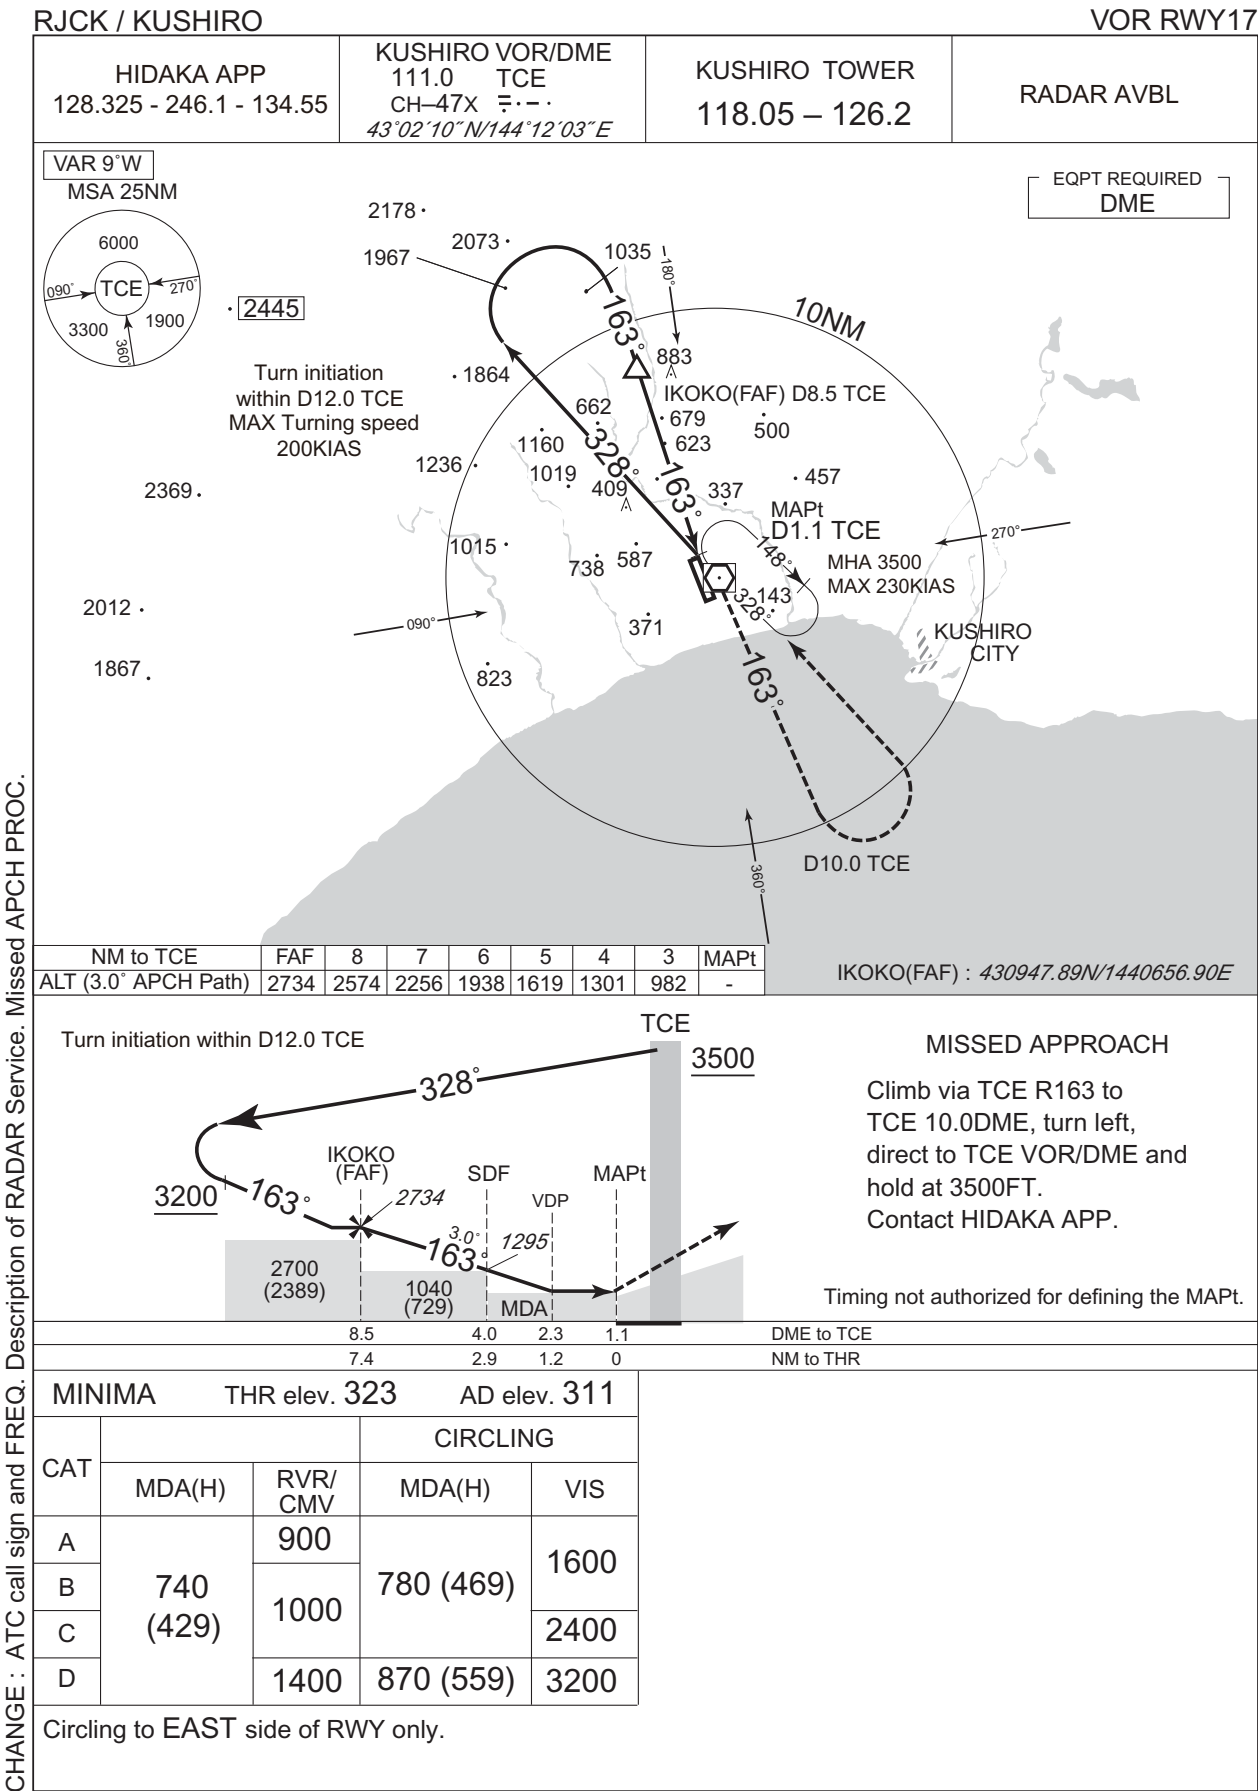 RJCK / KUSHIRO
VOR RWY17
HIDAKA APP
128.325 - 246.1 - 134.55
KUSHIRO VOR/DME
111.0 TCE
CH–47X
43°02´10˝N/144°12´03˝E
KUSHIRO TOWER
118.05 – 126.2
RADAR AVBL
VAR 9°W
MSA 25NM
6000
TCE
090°
270°
3300
1900
360°
EQPT REQUIRED
DME
2178
2073
1967
1035
180°
2445
10NM
163°
883
IKOKO(FAF) D8.5 TCE
Turn initiation
within D12.0 TCE
MAX Turning speed
200KIAS
1864
662
679
500
623
1160
328°
1236
1019
409
163°
337
457
2369
MAPt
D1.1 TCE
270°
1015
738
587
148°
MHA 3500
MAX 230KIAS
2012
143
328°
090°
371
KUSHIRO
CITY
1867
823
163°
D10.0 TCE
360°
NM to TCE FAF 8 7 6 5 4 3 MAPt
ALT (3.0° APCH Path) 2734 2574 2256 1938 1619 1301 982 -
IKOKO(FAF) : 430947.89N/1440656.90E
Turn initiation within D12.0 TCE
TCE
3500
328°
IKOKO
(FAF)
SDF
MAPt
VDP
3200
163°
2734
3.0°
163°
1295
2700
(2389)
1040
(729)
MDA
MISSED APPROACH
Climb via TCE R163 to
TCE 10.0DME, turn left,
direct to TCE VOR/DME and
hold at 3500FT.
Contact HIDAKA APP.
Timing not authorized for defining the MAPt.
8.5 4.0 2.3 1.1 DME to TCE
7.4 2.9 1.2 0 NM to THR
MINIMA THR elev. 323 AD elev. 311
CIRCLING
CAT MDA(H) RVR/
CMV MDA(H) VIS
A 900
B 740
(429) 1000 780 (469) 1600
C 2400
D 1400 870 (559) 3200
Circling to EAST side of RWY only.
CHANGE : ATC call sign and FREQ. Description of RADAR Service. Missed APCH PROC.